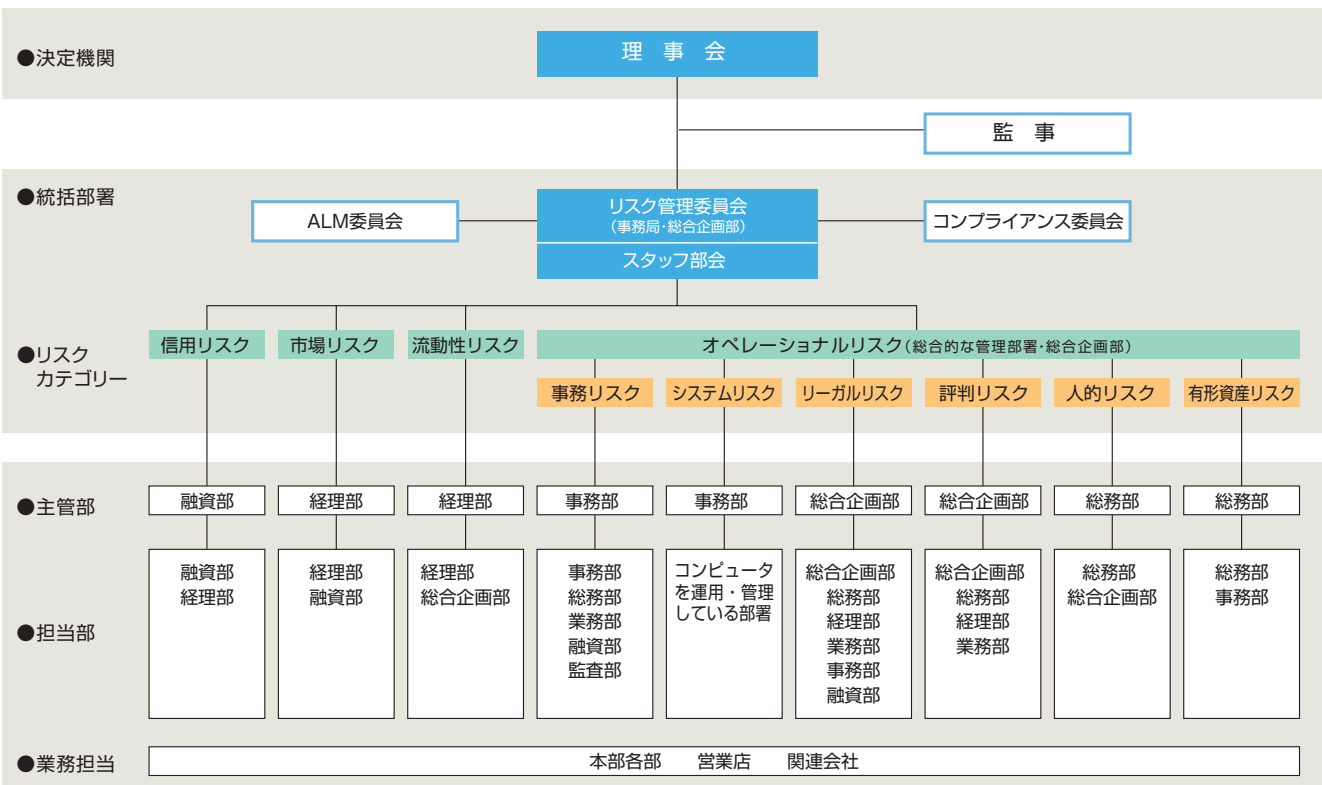 ●決定機関
理 事 会
監 事
●統括部署
ALM委員会
リスク管理委員会
（事務局・総合企画部）
スタッフ部会
コンプライアンス委員会
●リスク
カテゴリー
信用リスク
市場リスク
流動性リスク
オペレーショナルリスク（総合的な管理部署・総合企画部）
事務リスク
システムリスク
リーガルリスク
評判リスク
人的リスク
有形資産リスク
●主管部
融資部
経理部
経理部
事務部
事務部
総合企画部
総合企画部
総務部
総務部
●担当部
融資部
経理部
経理部
融資部
経理部
総合企画部
事務部
総務部
業務部
融資部
監査部
コンピュータ
を運用・管理
している部署
総合企画部
総務部
経理部
業務部
事務部
融資部
総合企画部
総務部
経理部
業務部
総務部
総合企画部
総務部
事務部
●業務担当
本部各部 営業店 関連会社